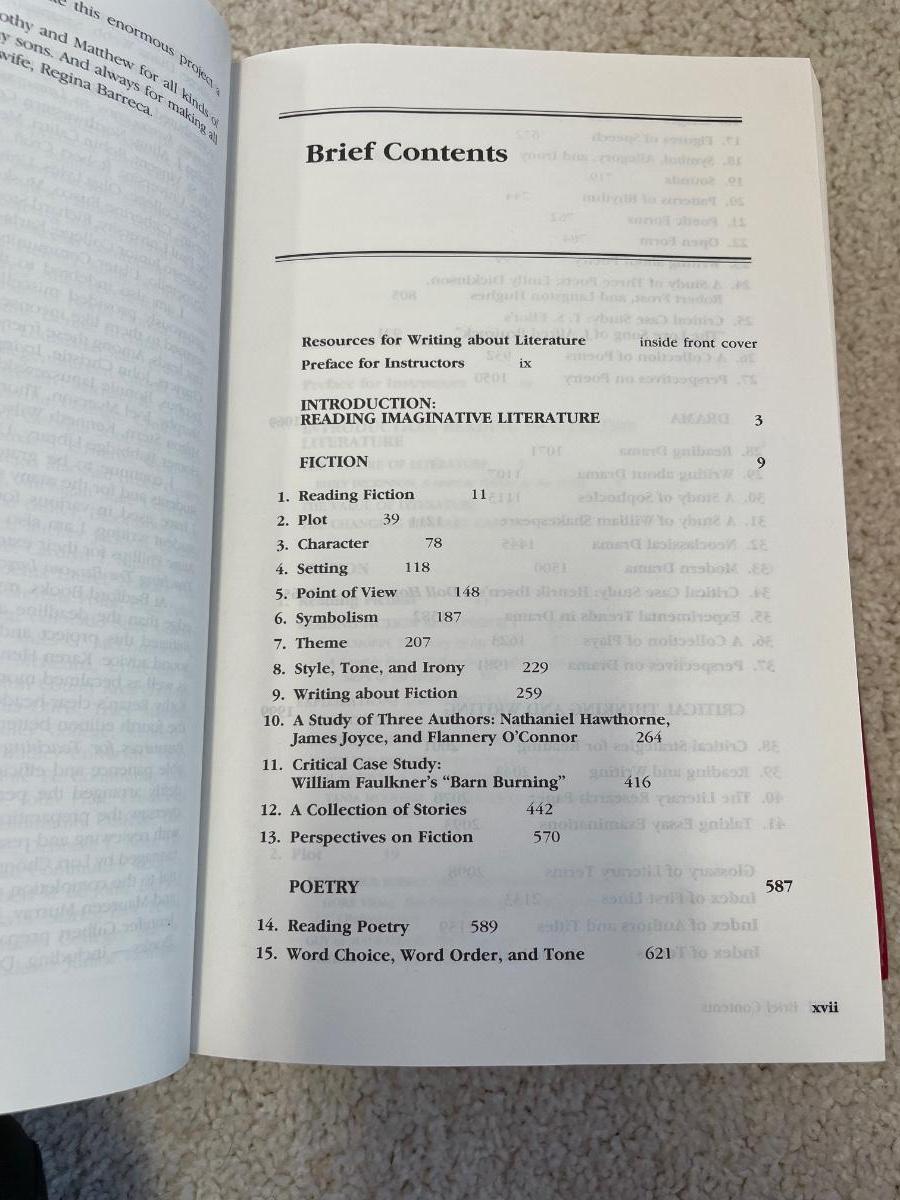 this enormous project a
othy and Matthew for all kinds of
y sons. And always for making all
wife, Regina Barreca.
Brief Contents
Resources for Writing about Literature inside front cover
Preface for Instructors ix
INTRODUCTION:
READING IMAGINATIVE LITERATURE 3
FICTION 9
1. Reading Fiction 11
2. Plot 39
3. Character 78
4. Setting 118
5. Point of View 148
6. Symbolism 187
7. Theme 207
8. Style, Tone, and Irony 229
9. Writing about Fiction 259
10. A Study of Three Authors: Nathaniel Hawthorne,
James Joyce, and Flannery O'Connor 264
11. Critical Case Study:
William Faulkner's "Barn Burning" 416
12. A Collection of Stories 442
13. Perspectives on Fiction 570
POETRY 587
14. Reading Poetry 589
15. Word Choice, Word Order, and Tone 621
xvii